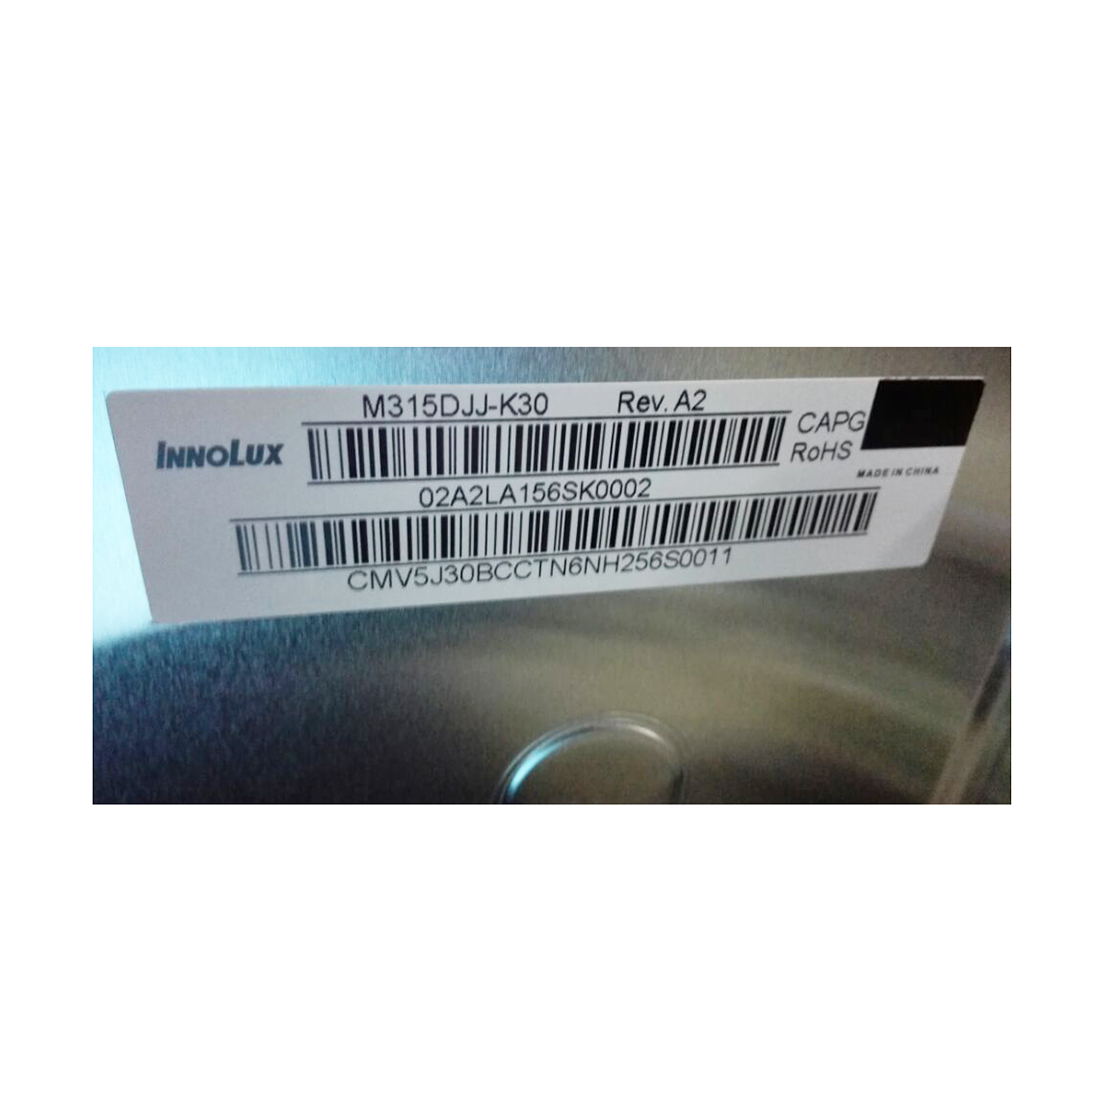 M315DJJ-K30 Rev. A2
INNOLUX
CAPG
RoHS
MADE IN CHINA
02A2LA156SK0002
CMV5J30BCCTN6NH256S0011